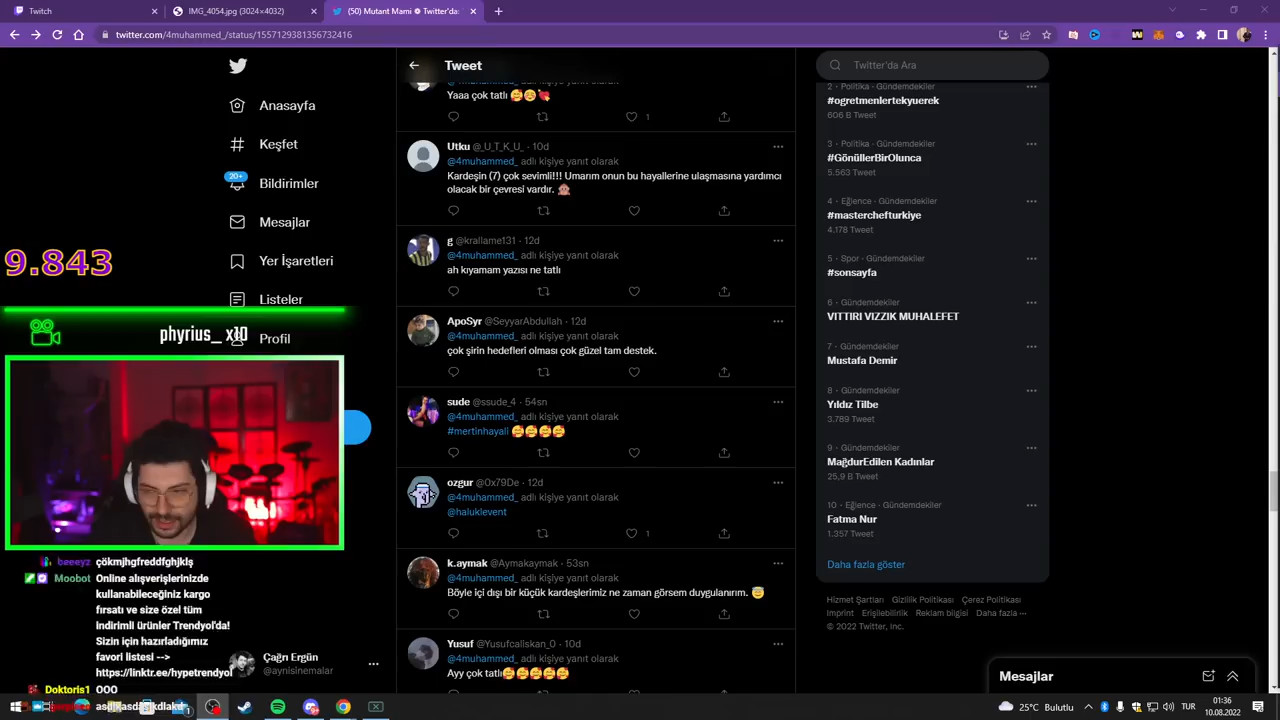 Twitch
IMG_4054.jpg (3024×4032)
(50) Mutant Mami @ Twitter'da:
twitter.com/4muhammed_/status/1557129381356732416
Anasayfa
Keşfet
20+
Bildirimler
Mesajlar
Yer İşaretleri
Listeler
Profil
9.843
phyrius_ x10
Tweet
@4muhammed_ adlı kişiye yanıt olarak
Yaaa çok tatlı 🥰☺️💘
1
Utku @_U_T_K_U_ · 10d
@4muhammed_ adlı kişiye yanıt olarak
Kardeşin (7) çok sevimli!!! Umarım onun bu hayallerine ulaşmasına yardımcı
olacak bir çevresi vardır. 🙊
g @krallame131 · 12d
@4muhammed_ adlı kişiye yanıt olarak
ah kıyamam yazısı ne tatlı
ApoSyr @SeyyarAbdullah · 12d
@4muhammed_ adlı kişiye yanıt olarak
çok şirin hedefleri olması çok güzel tam destek.
sude @ssude_4 · 54sn
@4muhammed_ adlı kişiye yanıt olarak
#mertinhayali 🥰🥰🥰🥰
ozgur @0x79De · 12d
@4muhammed_ adlı kişiye yanıt olarak
@haluklevent
1
k.aymak @Aymakaymak · 53sn
@4muhammed_ adlı kişiye yanıt olarak
Böyle içi dışı bir küçük kardeşlerimiz ne zaman görsem duygulanırım. 😇
Yusuf @Yusufcaliskan_0 · 10d
@4muhammed_ adlı kişiye yanıt olarak
Ayy çok tatlı🥰🥰🥰🥰🥰
Twitter'da Ara
2 · Politika · Gündemdekiler
#ogretmenlertekyuerek
606 B Tweet
3 · Politika · Gündemdekiler
#GönüllerBirOlunca
5.563 Tweet
4 · Eğlence · Gündemdekiler
#masterchefturkiye
4.178 Tweet
5 · Spor · Gündemdekiler
#sonsayfa
6 · Gündemdekiler
VITTIRI VIZZIK MUHALEFET
7 · Gündemdekiler
Mustafa Demir
8 · Gündemdekiler
Yıldız Tilbe
3.789 Tweet
9 · Gündemdekiler
MağdurEdilen Kadınlar
25,9 B Tweet
10 · Eğlence · Gündemdekiler
Fatma Nur
1.357 Tweet
Daha fazla göster
Hizmet Şartları Gizlilik Politikası Çerez Politikası
Imprint Erişilebilirlik Reklam bilgisi Daha fazla ···
© 2022 Twitter, Inc.
Mesajlar
beeeyz çökmjhgfreddfghjklş
Moobot Online alışverişlerinizde
kullanabileceğiniz kargo
fırsatı ve size özel tüm
indirimli ürünler Trendyol'da!
Sizin için hazırladığımız
favori listesi -->
https://linktr.ee/hypetrendyol
Doktoris1 OOO
asdlkasdasdkdlakd
Çağrı Ergün
@aynisinemalar
25°C Bulutlu
TUR
01:36
10.08.2022